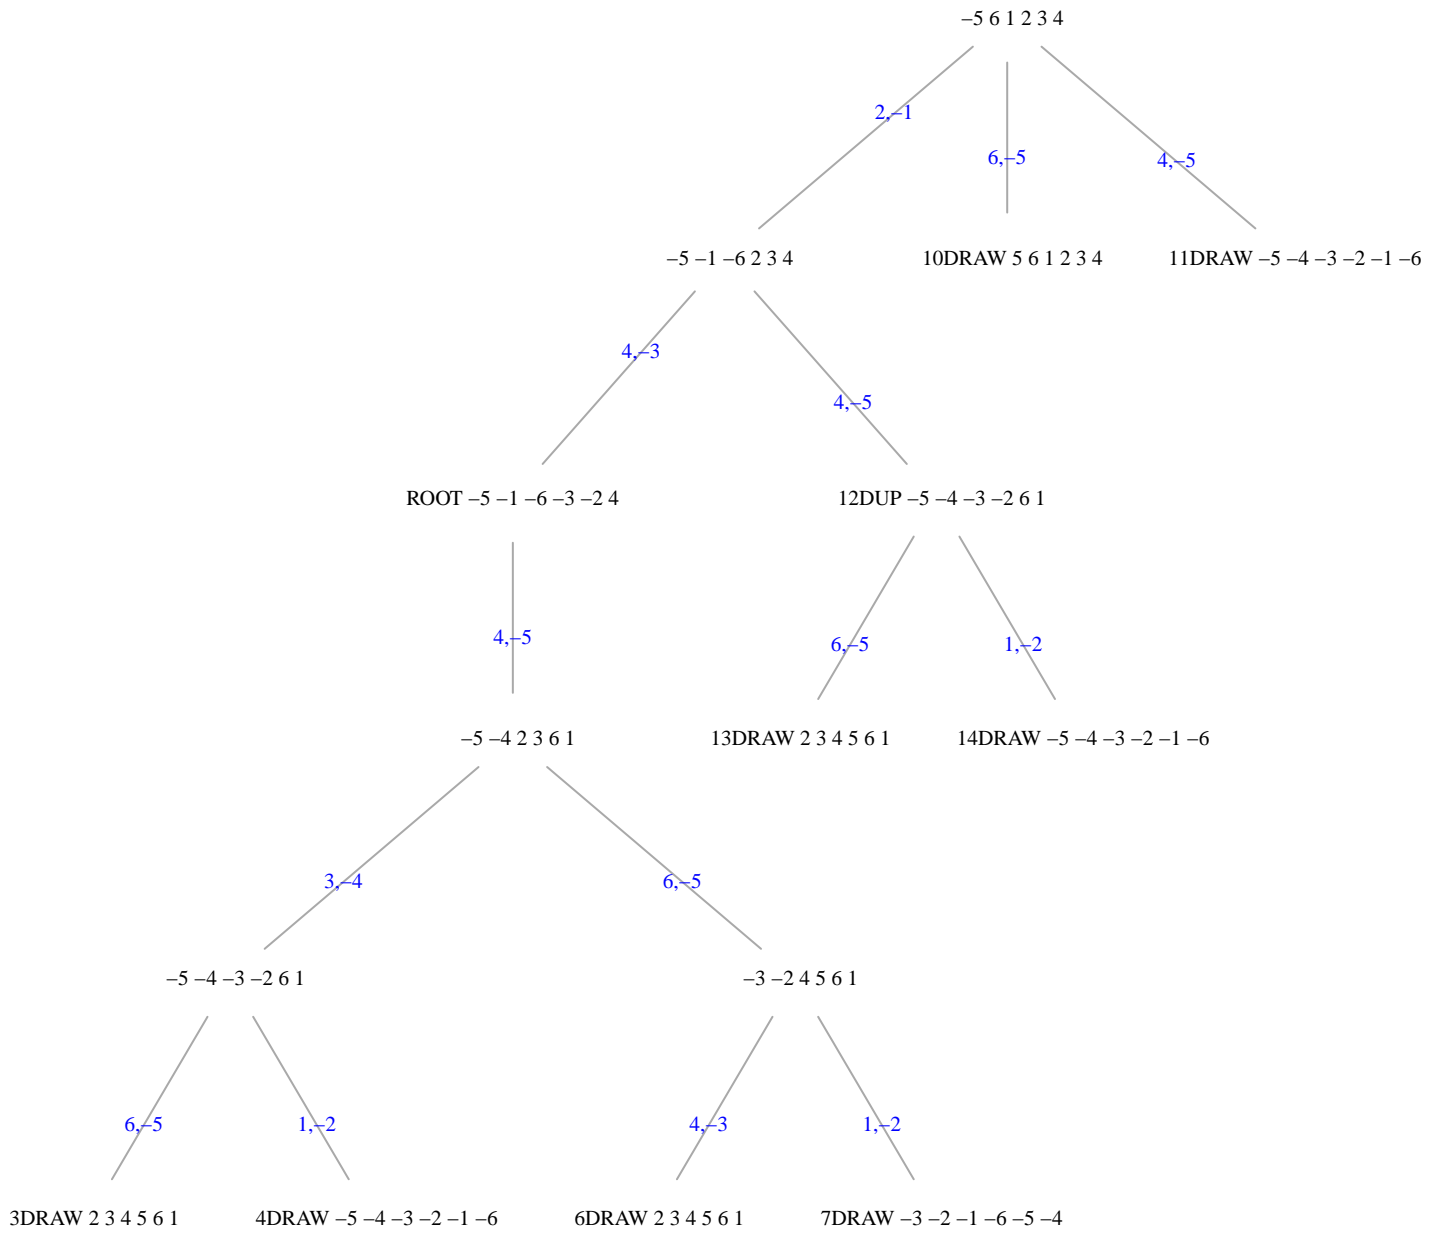 –5 6 1 2 3 4
2,–1
6,–5
4,–5
–5 –1 –6 2 3 4
10DRAW 5 6 1 2 3 4
11DRAW –5 –4 –3 –2 –1 –6
4,–3
4,–5
ROOT –5 –1 –6 –3 –2 4
12DUP –5 –4 –3 –2 6 1
4,–5
6,–5
1,–2
–5 –4 2 3 6 1
13DRAW 2 3 4 5 6 1
14DRAW –5 –4 –3 –2 –1 –6
3,–4
6,–5
–5 –4 –3 –2 6 1
–3 –2 4 5 6 1
6,–5
1,–2
4,–3
1,–2
3DRAW 2 3 4 5 6 1
4DRAW –5 –4 –3 –2 –1 –6
6DRAW 2 3 4 5 6 1
7DRAW –3 –2 –1 –6 –5 –4